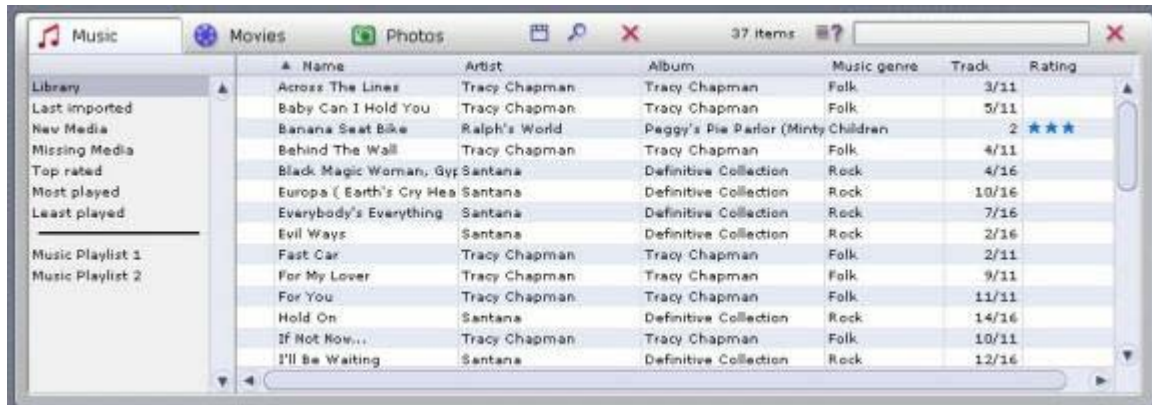 Music Movies Photos 37 items ?
Name Artist Album Music genre Track Rating
Library
Last imported
New Media
Missing Media
Top rated
Most played
Least played
Music Playlist 1
Music Playlist 2
Across The Lines Tracy Chapman Tracy Chapman Folk 3/11
Baby Can I Hold You Tracy Chapman Tracy Chapman Folk 5/11
Banana Seat Bike Ralph's World Peggy's Pie Parlor (Minty Children 2 ★★★
Behind The Wall Tracy Chapman Tracy Chapman Folk 4/11
Black Magic Woman, Gyp Santana Definitive Collection Rock 4/16
Europa ( Earth's Cry Hea Santana Definitive Collection Rock 10/16
Everybody's Everything Santana Definitive Collection Rock 7/16
Evil Ways Santana Definitive Collection Rock 2/16
Fast Car Tracy Chapman Tracy Chapman Folk 2/11
For My Lover Tracy Chapman Tracy Chapman Folk 9/11
For You Tracy Chapman Tracy Chapman Folk 11/11
Hold On Santana Definitive Collection Rock 14/16
If Not Now... Tracy Chapman Tracy Chapman Folk 10/11
I'll Be Waiting Santana Definitive Collection Rock 12/16